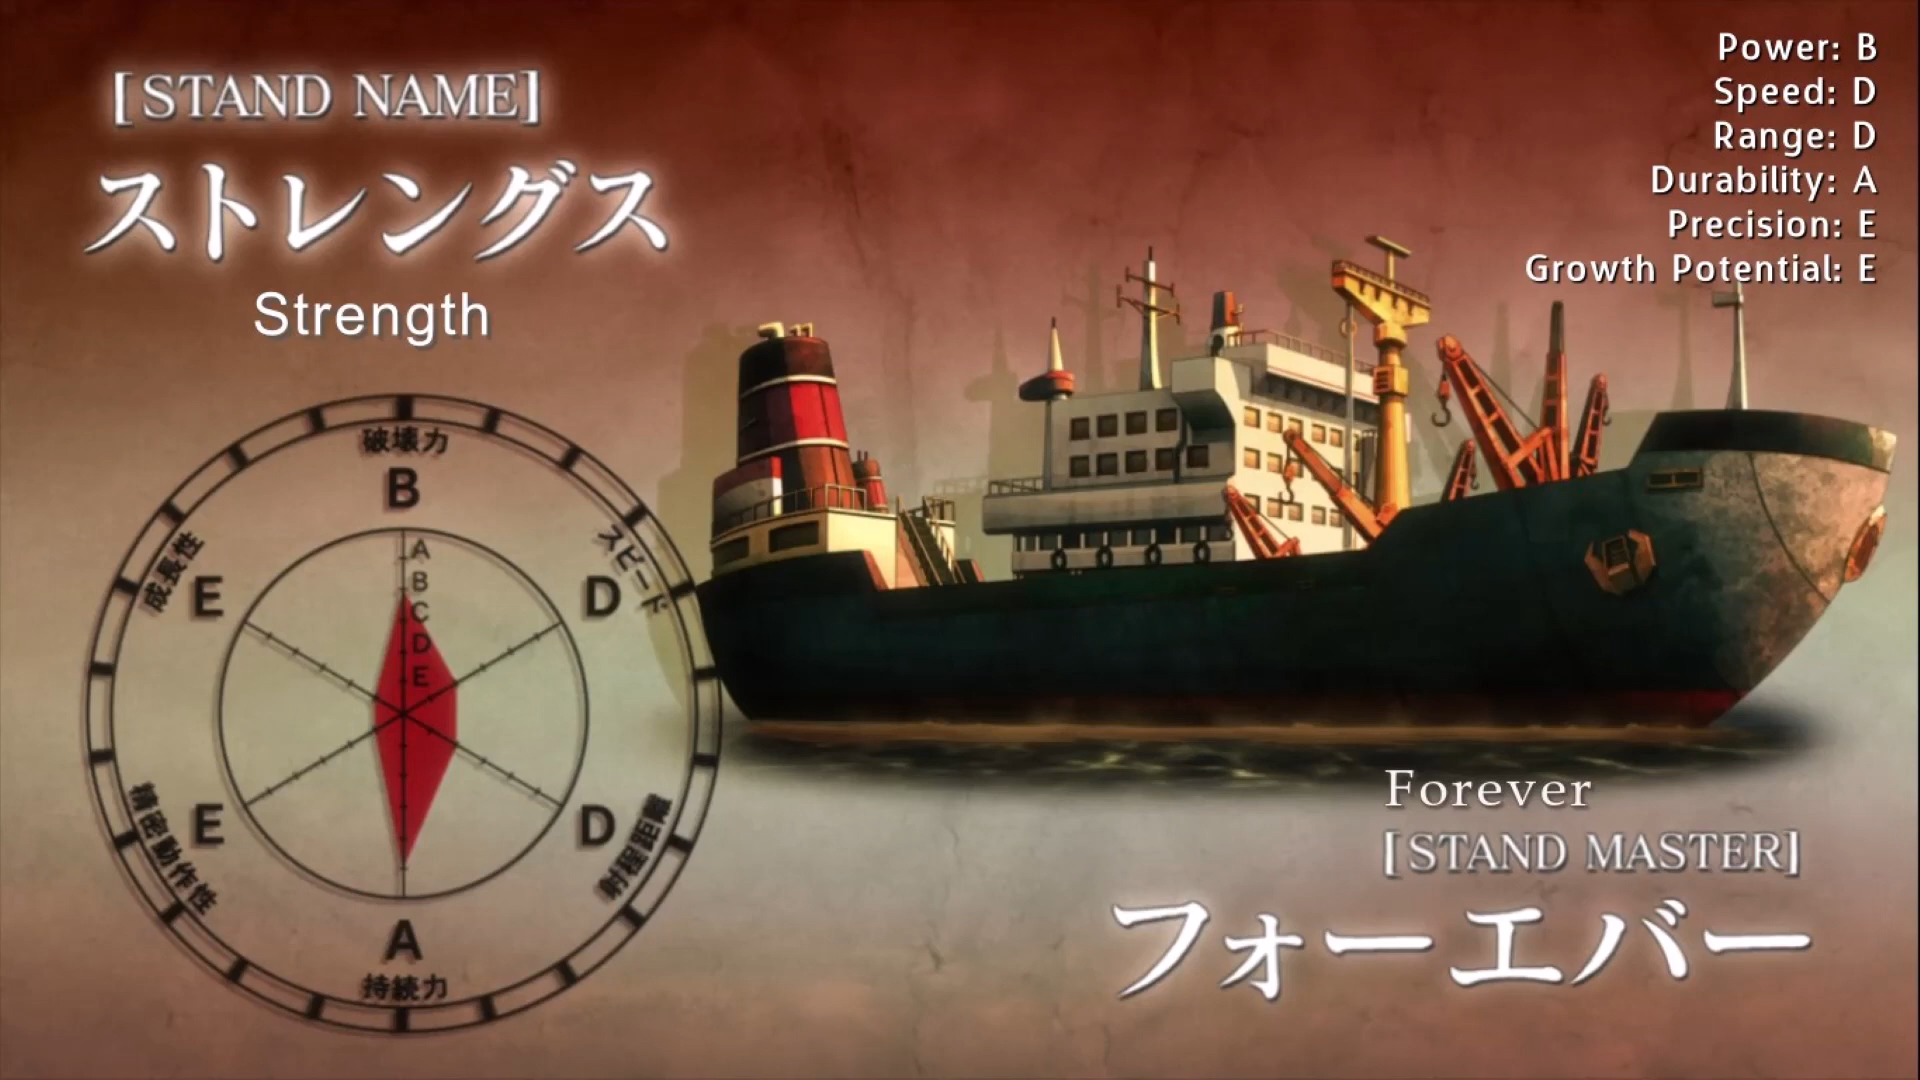 [STAND NAME]
ストレングス
Strength
Power: B
Speed: D
Range: D
Durability: A
Precision: E
Growth Potential: E
破壊力
B
スピード
D
射程距離
D
持続力
A
精密動作性
E
成長性
E
A
B
C
D
E
Forever
[STAND MASTER]
フォーエバー